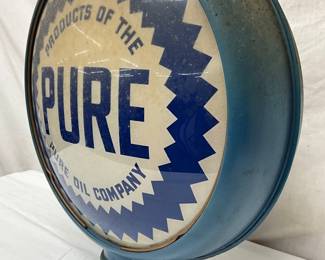 PRODUCTS OF THE
PURE
PURE OIL COMPANY